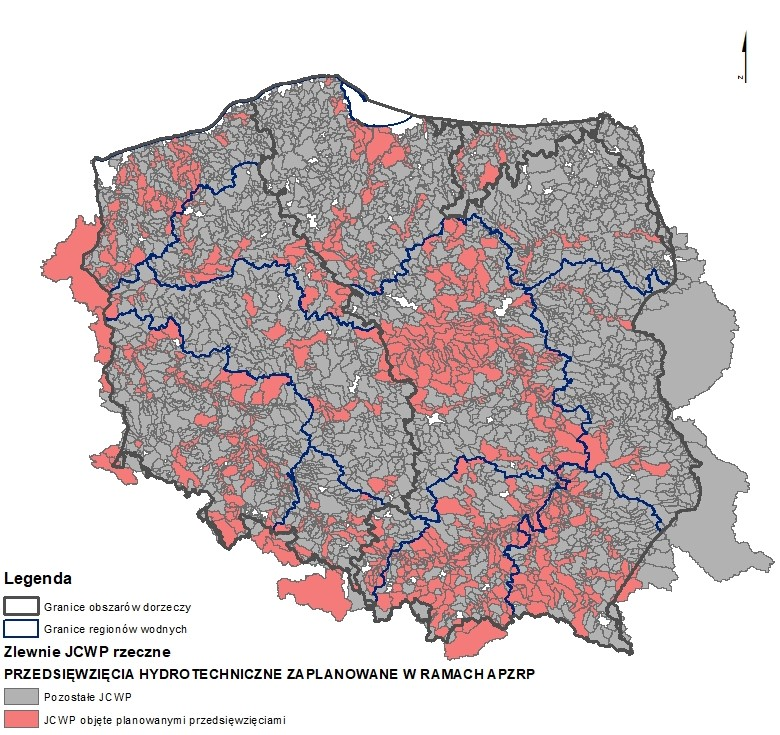 z
Legenda
Granice obszarów dorzeczy
Granice regionów wodnych
Zlewnie JCWP rzeczne
PRZEDSIĘWZIĘCIA HYDROTECHNICZNE ZAPLANOWANE W RAMACH APZRP
Pozostałe JCWP
JCWP objęte planowanymi przedsięwzięciami